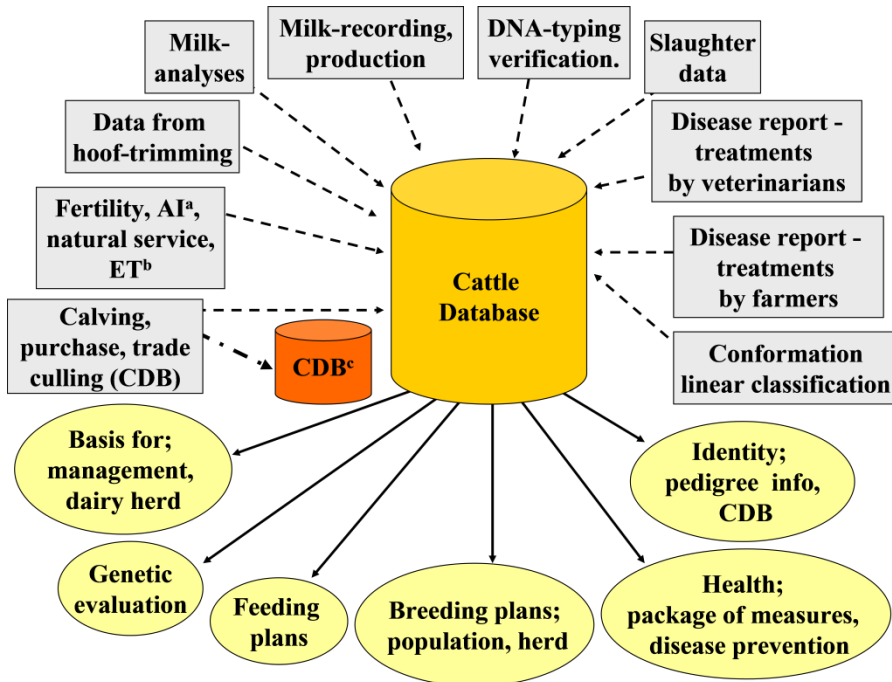 Milk-
analyses
Milk-recording,
production
DNA-typing
verification.
Slaughter
data
Data from
hoof-trimming
Disease report -
treatments
by veterinarians
Fertility, AIᵃ,
natural service,
ETᵇ
Cattle
Database
Disease report -
treatments
by farmers
Calving,
purchase, trade
culling (CDB)
CDBᶜ
Conformation
linear classification
Basis for;
management,
dairy herd
Identity;
pedigree info,
CDB
Genetic
evaluation
Feeding
plans
Breeding plans;
population, herd
Health;
package of measures,
disease prevention